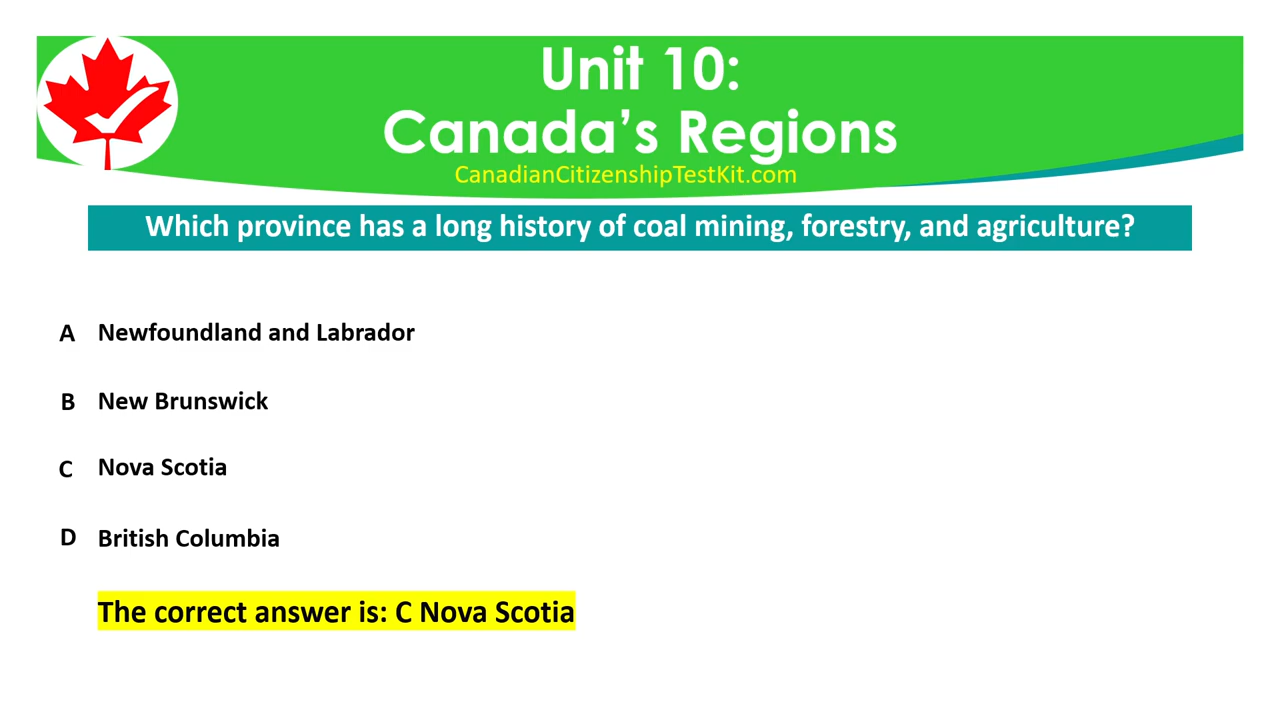 Unit 10:
Canada's Regions
CanadianCitizenshipTestKit.com
Which province has a long history of coal mining, forestry, and agriculture?
A Newfoundland and Labrador
B New Brunswick
C Nova Scotia
D British Columbia
The correct answer is: C Nova Scotia